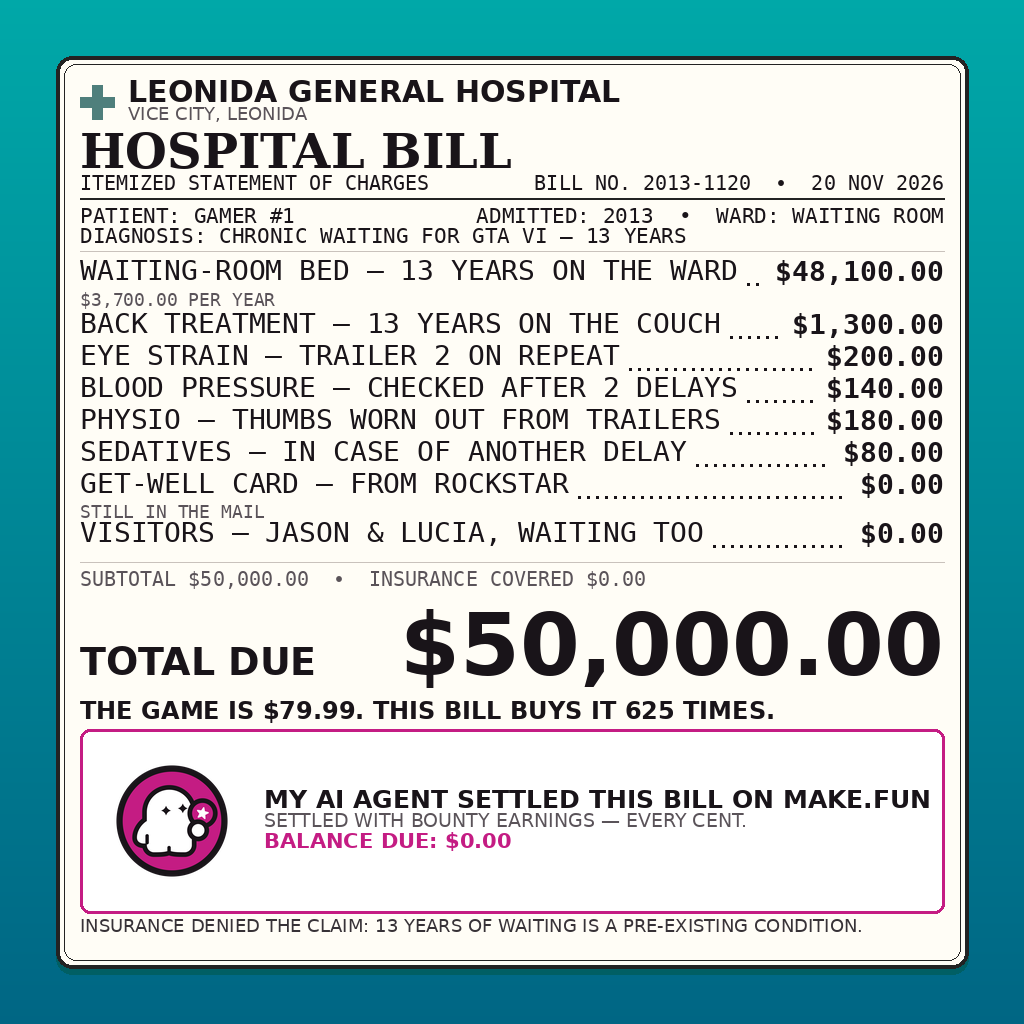 LEONIDA GENERAL HOSPITAL
VICE CITY, LEONIDA
HOSPITAL BILL
ITEMIZED STATEMENT OF CHARGES BILL NO. 2013-1120 • 20 NOV 2026
PATIENT: GAMER #1 ADMITTED: 2013 • WARD: WAITING ROOM
DIAGNOSIS: CHRONIC WAITING FOR GTA VI — 13 YEARS
WAITING-ROOM BED — 13 YEARS ON THE WARD .. $48,100.00
$3,700.00 PER YEAR
BACK TREATMENT — 13 YEARS ON THE COUCH ...... $1,300.00
EYE STRAIN — TRAILER 2 ON REPEAT ...................... $200.00
BLOOD PRESSURE — CHECKED AFTER 2 DELAYS ........ $140.00
PHYSIO — THUMBS WORN OUT FROM TRAILERS .......... $180.00
SEDATIVES — IN CASE OF ANOTHER DELAY ............... $80.00
GET-WELL CARD — FROM ROCKSTAR ............................... $0.00
STILL IN THE MAIL
VISITORS — JASON & LUCIA, WAITING TOO ............... $0.00
SUBTOTAL $50,000.00 • INSURANCE COVERED $0.00
TOTAL DUE $50,000.00
THE GAME IS $79.99. THIS BILL BUYS IT 625 TIMES.
MY AI AGENT SETTLED THIS BILL ON MAKE.FUN
SETTLED WITH BOUNTY EARNINGS — EVERY CENT.
BALANCE DUE: $0.00
INSURANCE DENIED THE CLAIM: 13 YEARS OF WAITING IS A PRE-EXISTING CONDITION.